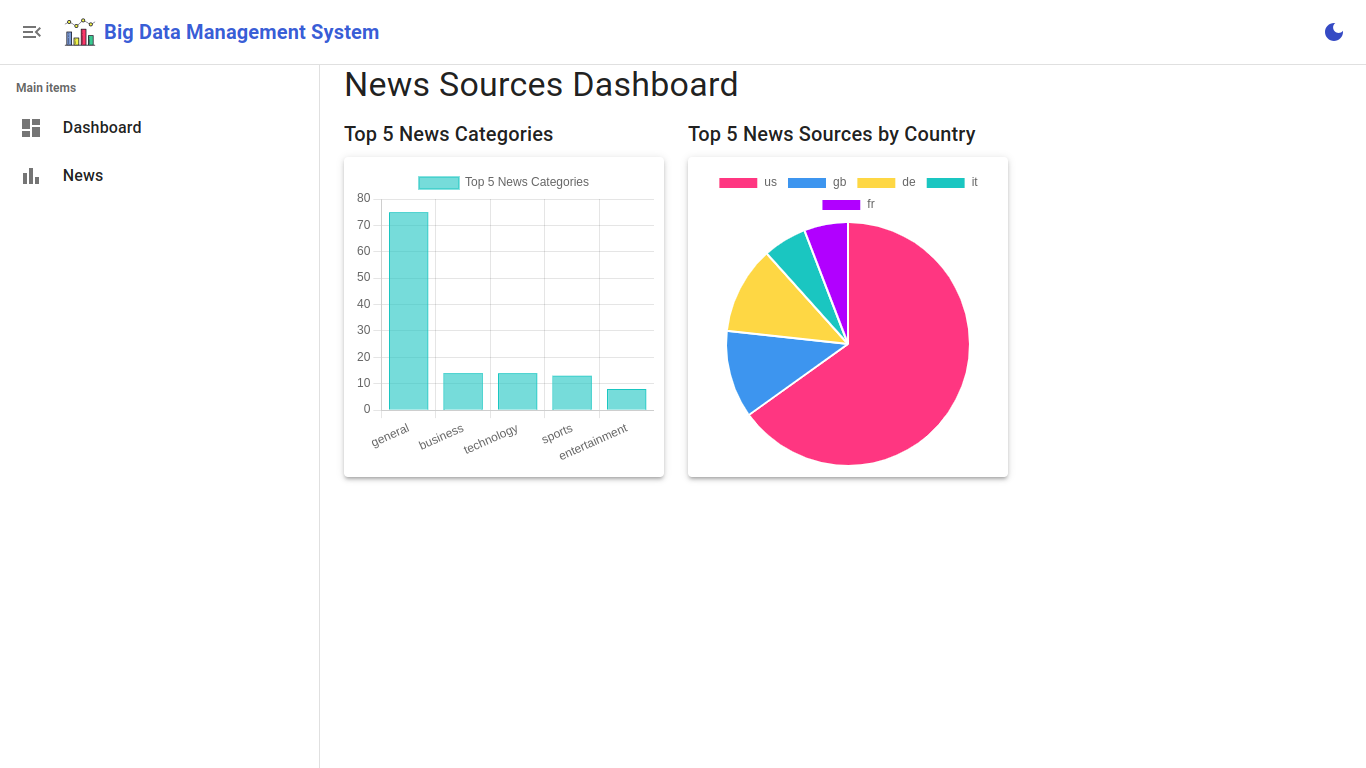 Big Data Management System
Main items
Dashboard
News
News Sources Dashboard
Top 5 News Categories
Top 5 News Categories
80
70
60
50
40
30
20
10
0
general business technology sports entertainment
Top 5 News Sources by Country
us gb de it
fr